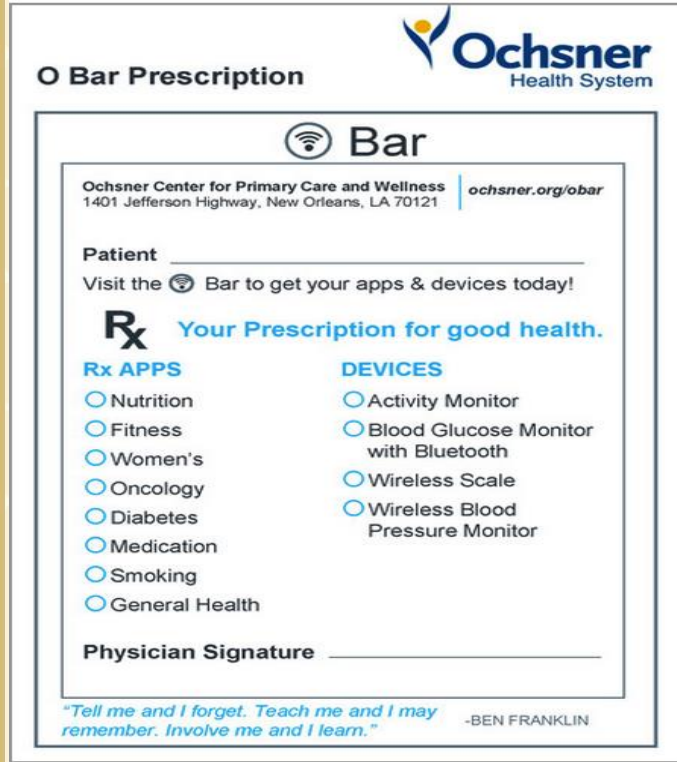 Ochsner
Health System
O Bar Prescription
Bar
Ochsner Center for Primary Care and Wellness
1401 Jefferson Highway, New Orleans, LA 70121
ochsner.org/obar
Patient
Visit the Bar to get your apps & devices today!
Rx Your Prescription for good health.
Rx APPS
Nutrition
Fitness
Women's
Oncology
Diabetes
Medication
Smoking
General Health
DEVICES
Activity Monitor
Blood Glucose Monitor
with Bluetooth
Wireless Scale
Wireless Blood
Pressure Monitor
Physician Signature
"Tell me and I forget. Teach me and I may
remember. Involve me and I learn."
-BEN FRANKLIN